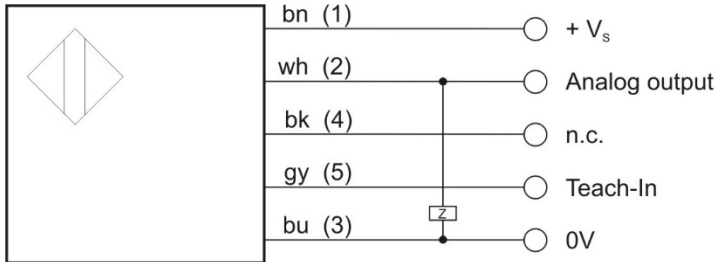 bn (1) + Vs
wh (2) Analog output
bk (4) n.c.
gy (5) Teach-In
Z
bu (3) 0V